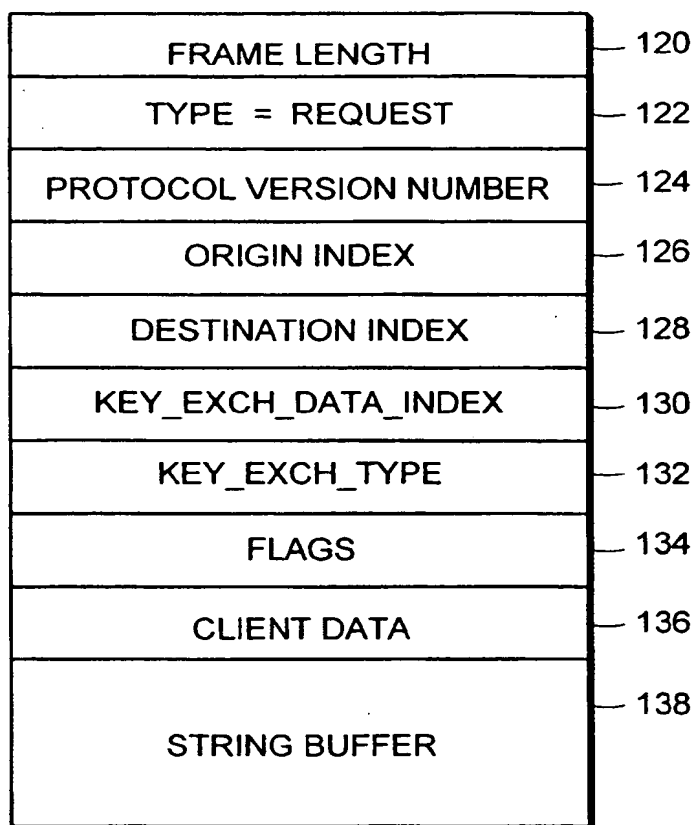 FRAME LENGTH 120
TYPE = REQUEST 122
PROTOCOL VERSION NUMBER 124
ORIGIN INDEX 126
DESTINATION INDEX 128
KEY_EXCH_DATA_INDEX 130
KEY_EXCH_TYPE 132
FLAGS 134
CLIENT DATA 136
138
STRING BUFFER